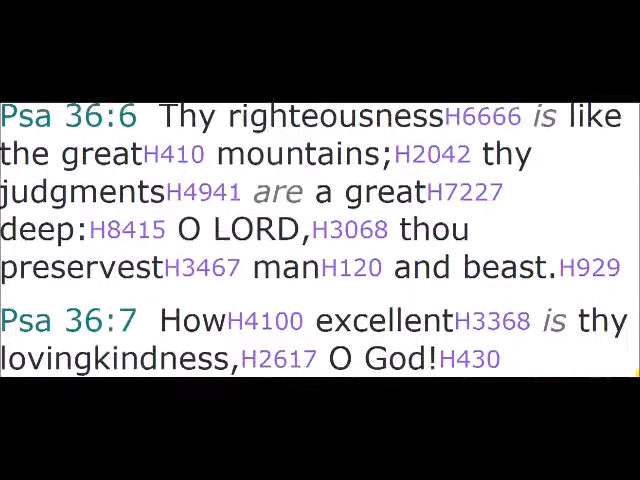 Psa 36:6 Thy righteousnessH6666 is like
the greatH410 mountains;H2042 thy
judgmentsH4941 are a greatH7227
deep:H8415 O LORD,H3068 thou
preservestH3467 manH120 and beast.H929
Psa 36:7 HowH4100 excellentH3368 is thy
lovingkindness,H2617 O God!H430